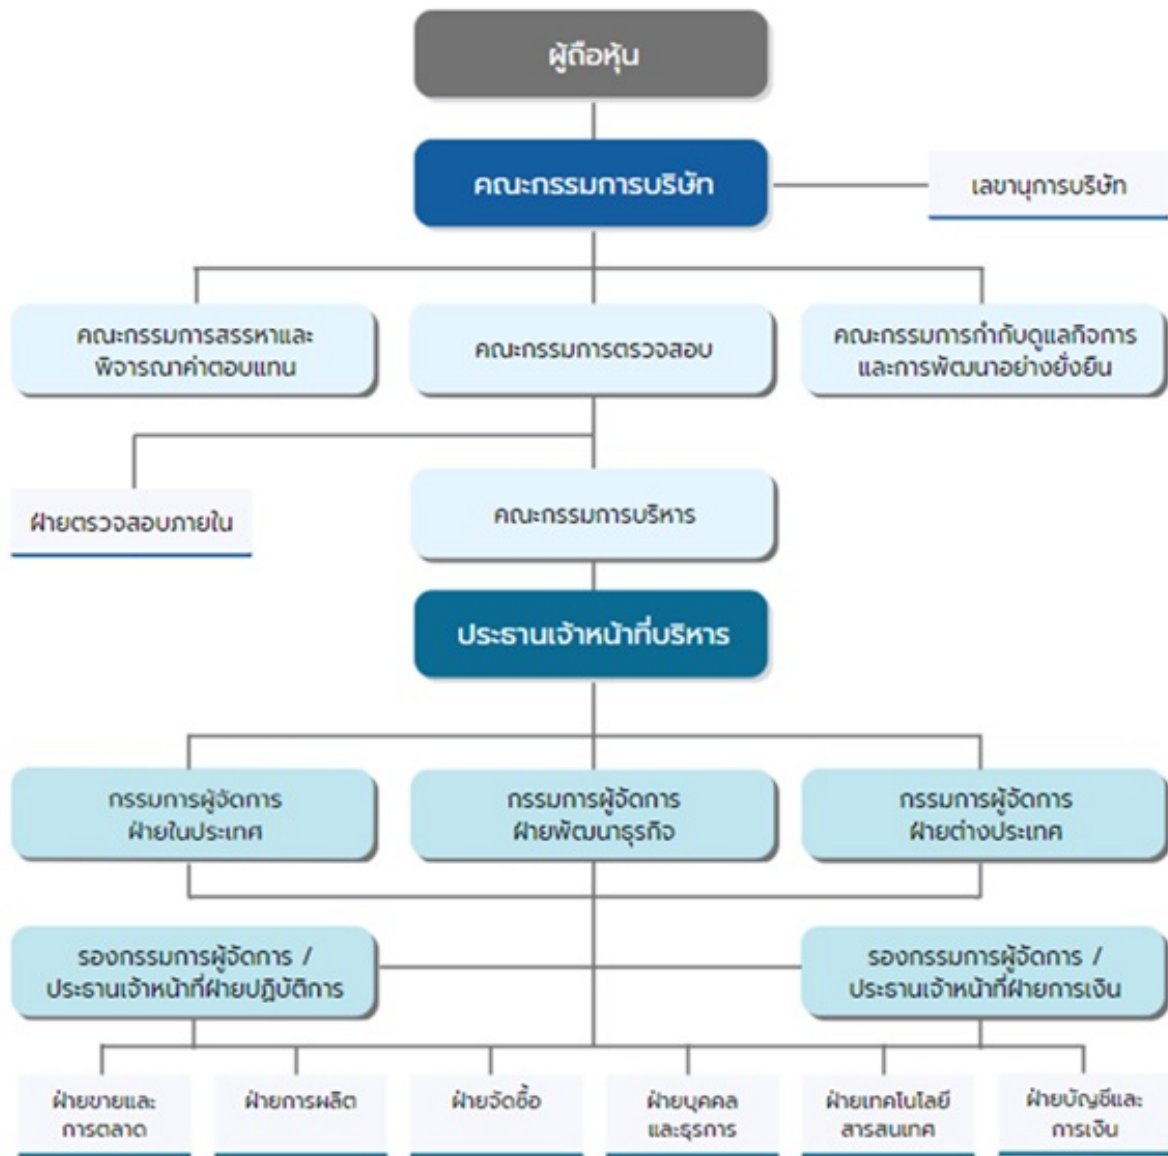 ผู้ถือหุ้น
คณะกรรมการบริษัท
เลขานุการบริษัท
คณะกรรมการสรรหาและ
พิจารณาค่าตอบแทน
คณะกรรมการตรวจสอบ
คณะกรรมการกำกับดูแลกิจการ
และการพัฒนาอย่างยั่งยืน
ฝ่ายตรวจสอบภายใน
คณะกรรมการบริหาร
ประธานเจ้าหน้าที่บริหาร
กรรมการผู้จัดการ
ฝ่ายในประเทศ
กรรมการผู้จัดการ
ฝ่ายพัฒนาธุรกิจ
กรรมการผู้จัดการ
ฝ่ายต่างประเทศ
รองกรรมการผู้จัดการ /
ประธานเจ้าหน้าที่ฝ่ายปฏิบัติการ
รองกรรมการผู้จัดการ /
ประธานเจ้าหน้าที่ฝ่ายการเงิน
ฝ่ายขายและ
การตลาด
ฝ่ายการผลิต
ฝ่ายจัดซื้อ
ฝ่ายบุคคล
และธุรการ
ฝ่ายเทคโนโลยี
สารสนเทศ
ฝ่ายบัญชีและ
การเงิน